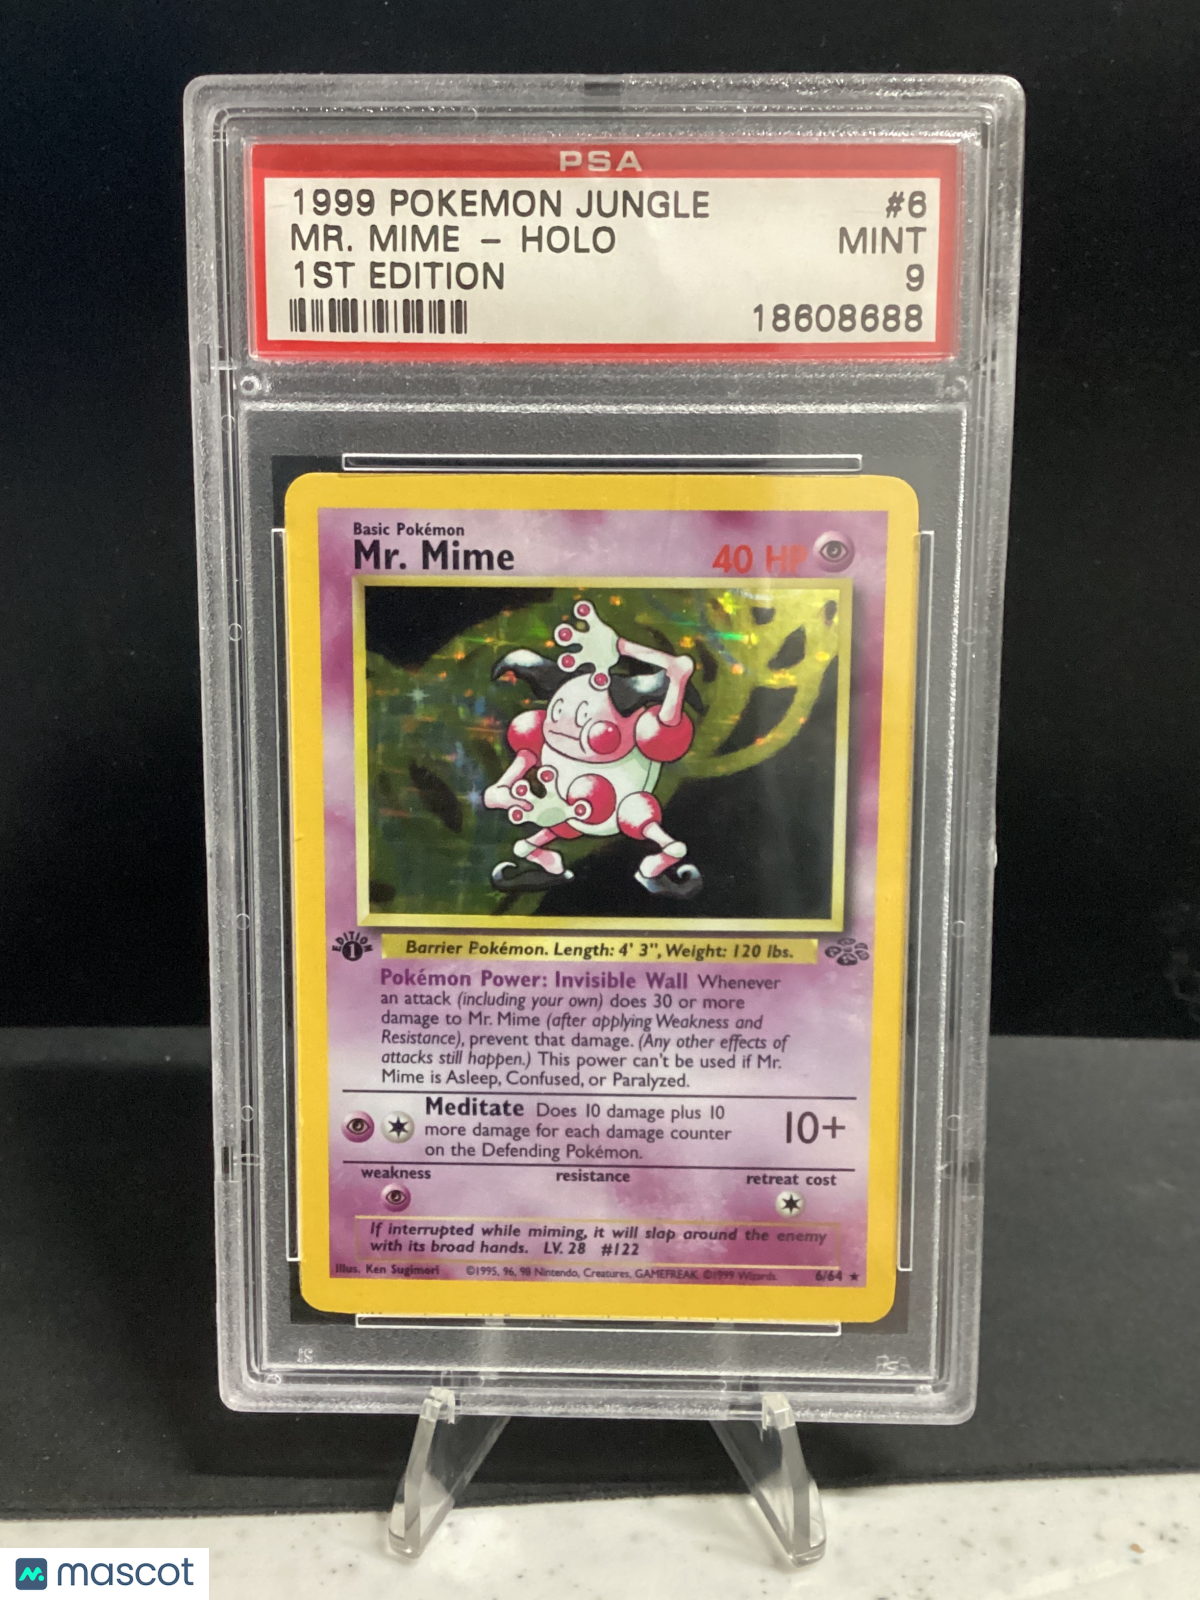 PSA
1999 POKEMON JUNGLE #6
MR. MIME - HOLO MINT
1ST EDITION 9
18608688
Basic Pokémon
Mr. Mime 40 HP
EDITION
1
Barrier Pokémon. Length: 4' 3", Weight: 120 lbs.
Pokémon Power: Invisible Wall Whenever
an attack (including your own) does 30 or more
damage to Mr. Mime (after applying Weakness and
Resistance), prevent that damage. (Any other effects of
attacks still happen.) This power can't be used if Mr.
Mime is Asleep, Confused, or Paralyzed.
Meditate Does 10 damage plus 10
more damage for each damage counter
on the Defending Pokémon.
10+
weakness resistance retreat cost
If interrupted while miming, it will slap around the enemy
with its broad hands. LV. 28 #122
Illus. Ken Sugimori ©1995, 96, 98 Nintendo, Creatures, GAMEFREAK. ©1999 Wizards. 6/64 ★
PSA
mascot